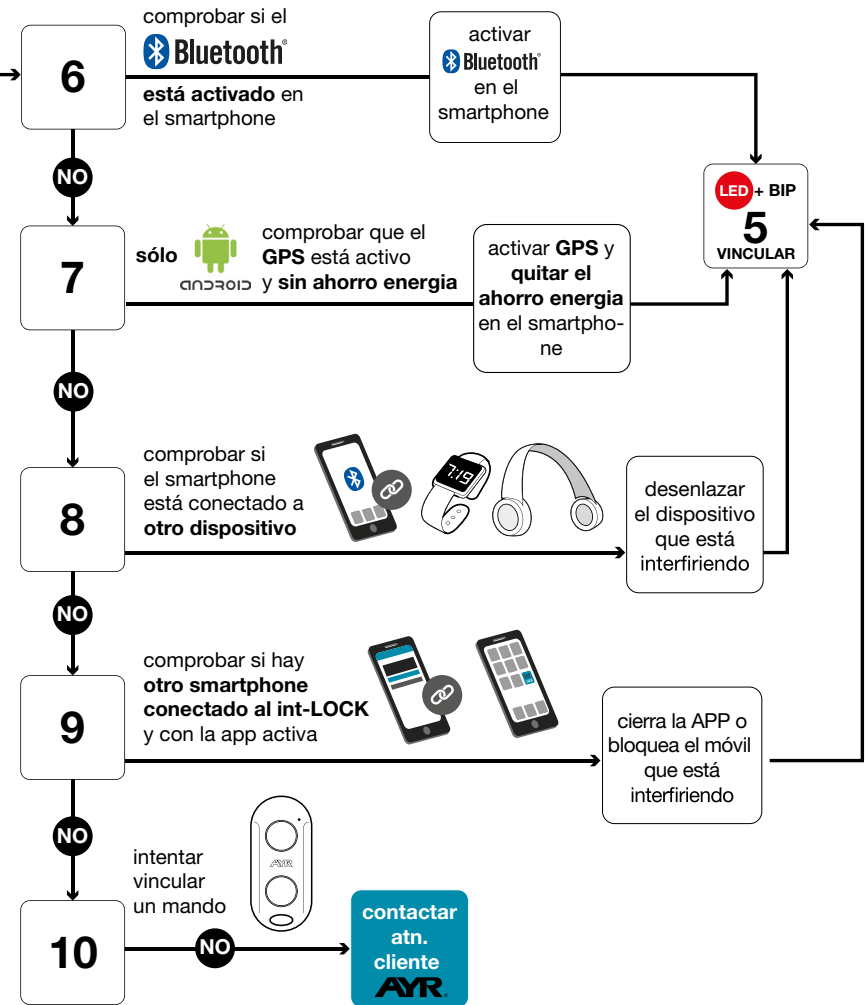 comprobar si el
Bluetooth®
está activado en
el smartphone
6
activar
Bluetooth®
en el
smartphone
NO
LED + BIP
5
VINCULAR
7
sólo
android
comprobar que el
GPS está activo
y sin ahorro energia
activar GPS y
quitar el
ahorro energia
en el smartpho-
ne
NO
8
comprobar si
el smartphone
está conectado a
otro dispositivo
7:19
desenlazar
el dispositivo
que está
interfiriendo
NO
9
comprobar si hay
otro smartphone
conectado al int-LOCK
y con la app activa
cierra la APP o
bloquea el móvil
que está
interfiriendo
NO
10
intentar
vincular
un mando
AYR
NO
contactar
atn.
cliente
AYR